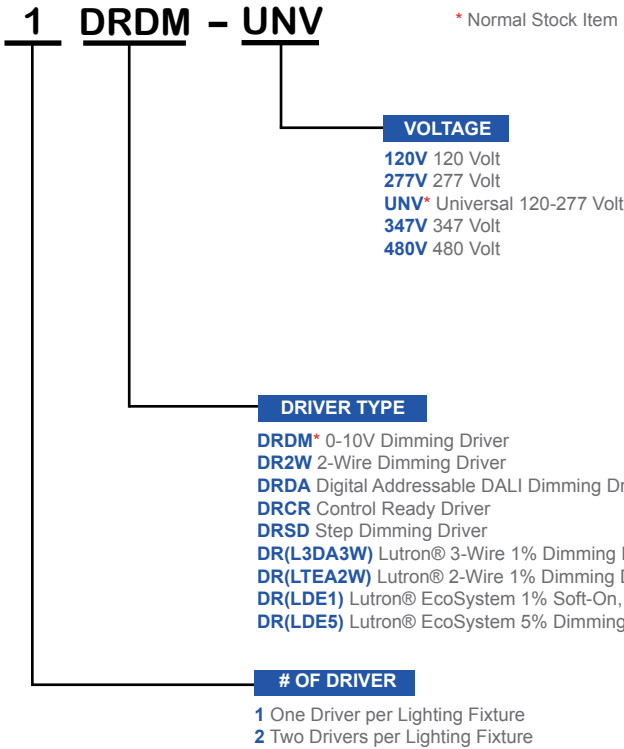 1 DRDM – UNV
* Normal Stock Item
VOLTAGE
120V 120 Volt
277V 277 Volt
UNV* Universal 120-277 Volt
347V 347 Volt
480V 480 Volt
DRIVER TYPE
DRDM* 0-10V Dimming Driver
DR2W 2-Wire Dimming Driver
DRDA Digital Addressable DALI Dimming
DRCR Control Ready Driver
DRSD Step Dimming Driver
DR(L3DA3W) Lutron® 3-Wire 1% Dimming
DR(LTEA2W) Lutron® 2-Wire 1% Dimming
DR(LDE1) Lutron® EcoSystem 1% Soft-On,
DR(LDE5) Lutron® EcoSystem 5% Dimming
# OF DRIVER
1 One Driver per Lighting Fixture
2 Two Drivers per Lighting Fixture